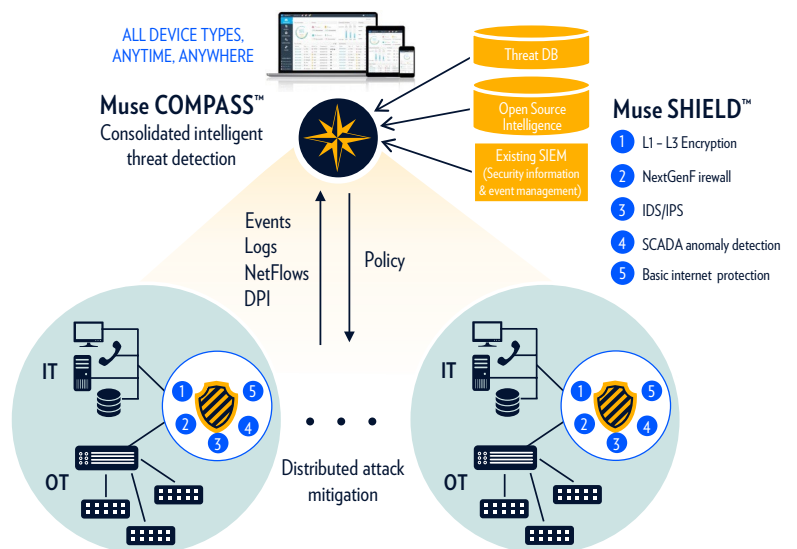 ALL DEVICE TYPES,
ANYTIME, ANYWHERE
Muse COMPASS™
Consolidated intelligent
threat detection
Threat DB
Open Source
Intelligence
Existing SIEM
(Security information
& event management)
Muse SHIELD™
1 L1 – L3 Encryption
2 NextGenF irewall
3 IDS/IPS
4 SCADA anomaly detection
5 Basic internet protection
Events
Logs
NetFlows
DPI
Policy
IT
OT
1
2
3
4
5
Distributed attack
mitigation
IT
OT
1
2
3
4
5